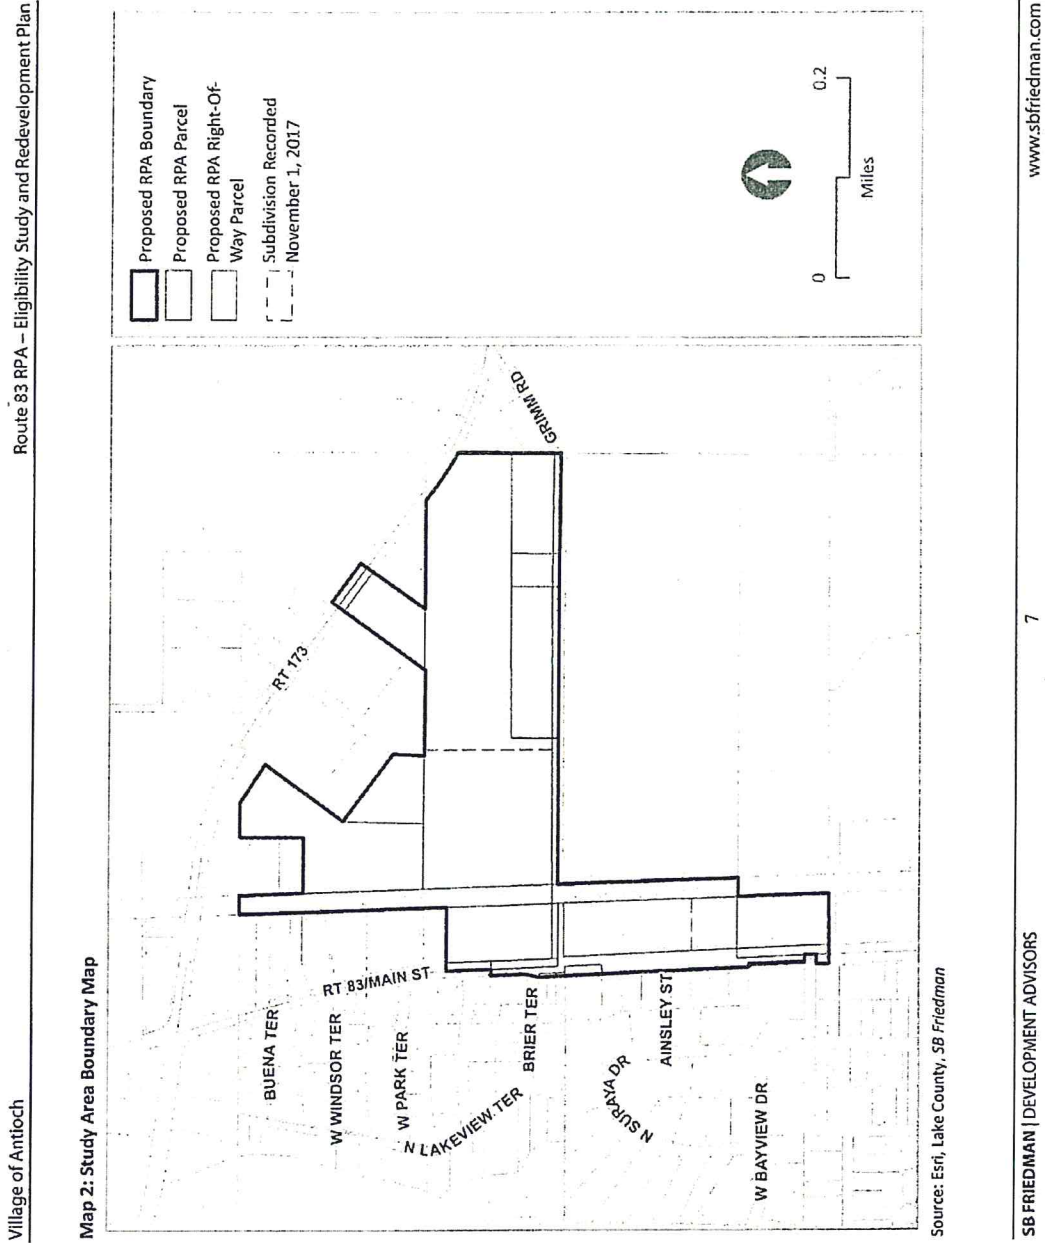 Village of Antioch
Route 83 RPA – Eligibility Study and Redevelopment Plan
Map 2: Study Area Boundary Map
RT 173
GRIMM RD
RT 83/MAIN ST
BUENA TER
W WINDSOR TER
W PARK TER
N LAKEVIEW TER
BRIER TER
N SURAYA DR
AINSLEY ST
W BAYVIEW DR
Proposed RPA Boundary
Proposed RPA Parcel
Proposed RPA Right-Of-
Way Parcel
Subdivision Recorded
November 1, 2017
0
0.2
Miles
Source: Esri, Lake County, SB Friedman
SB FRIEDMAN | DEVELOPMENT ADVISORS
7
www.sbfriedman.com